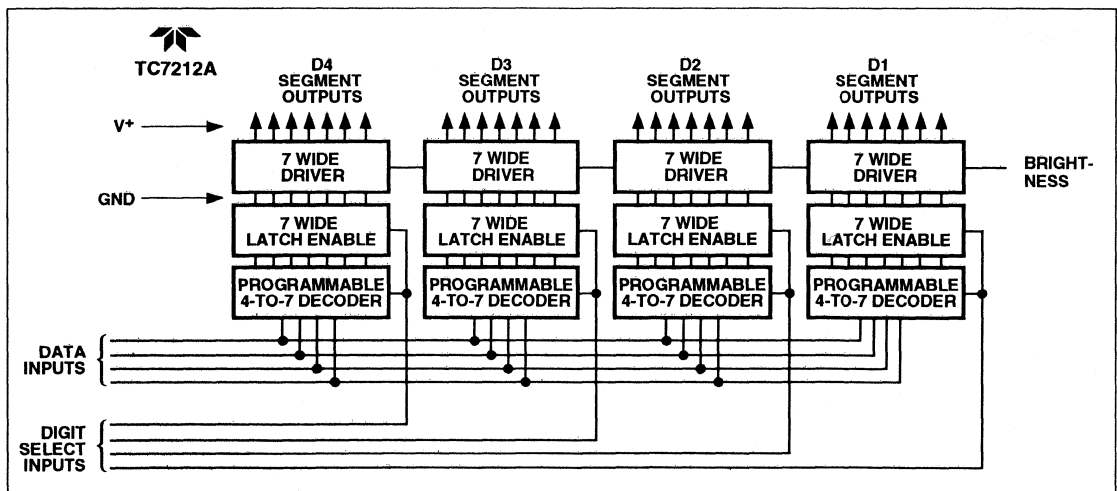 TC7212A
D4
SEGMENT
OUTPUTS
D3
SEGMENT
OUTPUTS
D2
SEGMENT
OUTPUTS
D1
SEGMENT
OUTPUTS
V+
7 WIDE
DRIVER
7 WIDE
DRIVER
7 WIDE
DRIVER
7 WIDE
DRIVER
BRIGHT-
NESS
GND
7 WIDE
LATCH ENABLE
7 WIDE
LATCH ENABLE
7 WIDE
LATCH ENABLE
7 WIDE
LATCH ENABLE
PROGRAMMABLE
4-TO-7 DECODER
PROGRAMMABLE
4-TO-7 DECODER
PROGRAMMABLE
4-TO-7 DECODER
PROGRAMMABLE
4-TO-7 DECODER
DATA
INPUTS
DIGIT
SELECT
INPUTS